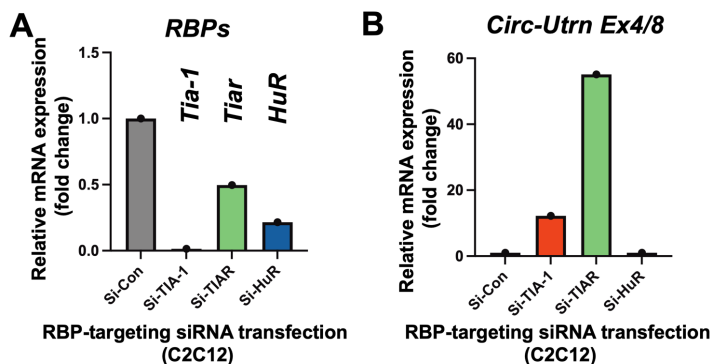 A
RBPs
Relative mRNA expression
(fold change)
1.5
1.0
0.5
0.0
Tia-1
Tiar
HuR
Si-Con
Si-TIA-1
Si-TIAR
Si-HuR
RBP-targeting siRNA transfection
(C2C12)
B
Circ-Utrn Ex4/8
Relative mRNA expression
(fold change)
60
40
20
0
Si-Con
Si-TIA-1
Si-TIAR
Si-HuR
RBP-targeting siRNA transfection
(C2C12)